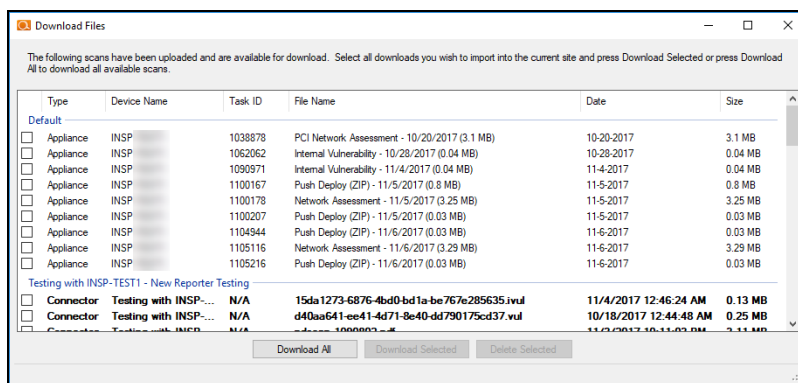 Download Files
The following scans have been uploaded and are available for download. Select all downloads you wish to import into the current site and press Download Selected or press Download
All to download all available scans.
Type Device Name Task ID File Name Date Size
Default
Appliance INSP 1038878 PCI Network Assessment - 10/20/2017 (3.1 MB) 10-20-2017 3.1 MB
Appliance INSP 1062062 Internal Vulnerability - 10/28/2017 (0.04 MB) 10-28-2017 0.04 MB
Appliance INSP 1090971 Internal Vulnerability - 11/4/2017 (0.04 MB) 11-4-2017 0.04 MB
Appliance INSP 1100167 Push Deploy (ZIP) - 11/5/2017 (0.8 MB) 11-5-2017 0.8 MB
Appliance INSP 1100178 Network Assessment - 11/5/2017 (3.25 MB) 11-5-2017 3.25 MB
Appliance INSP 1100207 Push Deploy (ZIP) - 11/5/2017 (0.03 MB) 11-5-2017 0.03 MB
Appliance INSP 1104944 Push Deploy (ZIP) - 11/6/2017 (0.03 MB) 11-6-2017 0.03 MB
Appliance INSP 1105116 Network Assessment - 11/6/2017 (3.29 MB) 11-6-2017 3.29 MB
Appliance INSP 1105216 Push Deploy (ZIP) - 11/6/2017 (0.03 MB) 11-6-2017 0.03 MB
Testing with INSP-TEST1 - New Reporter Testing
Connector Testing with INSP-... N/A 15da1273-6876-4bd0-bd1a-be767e285635.ivul 11/4/2017 12:46:24 AM 0.13 MB
Connector Testing with INSP-... N/A d40aa641-ee41-4d71-8e40-dd790175cd37.vul 10/18/2017 12:44:48 AM 0.25 MB
Download All Download Selected Delete Selected